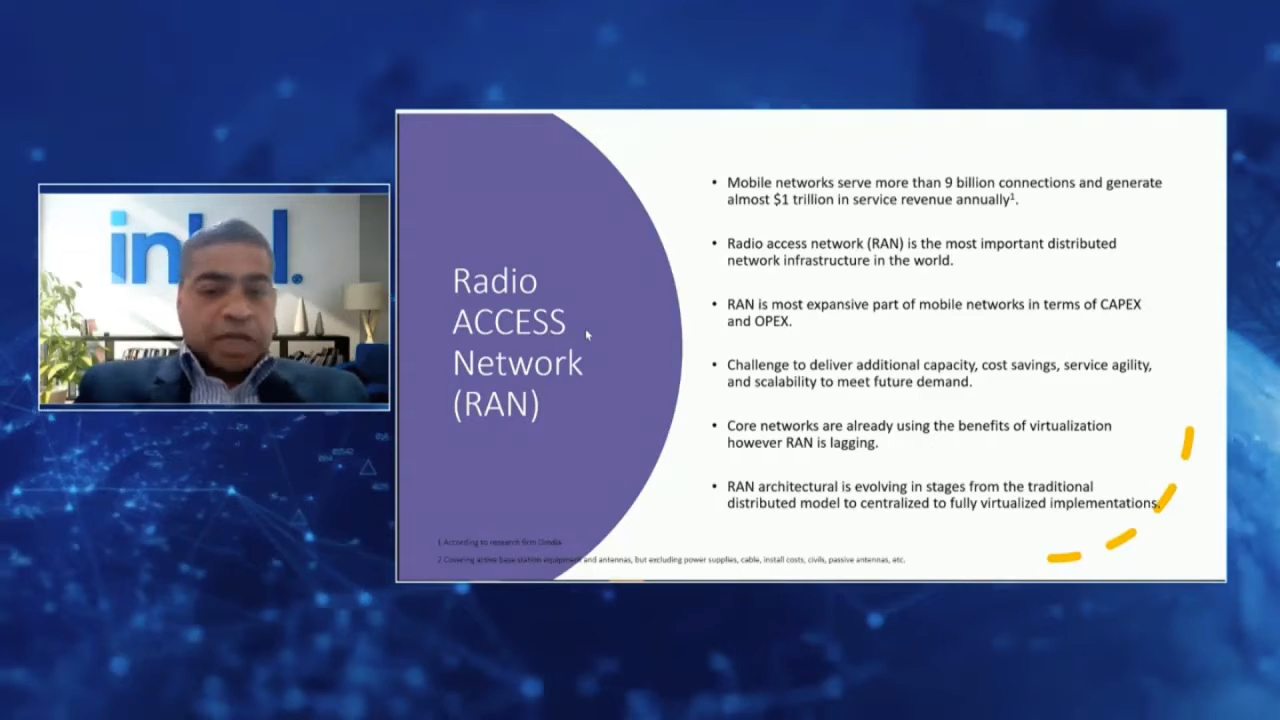 intel.
Radio
ACCESS
Network
(RAN)
• Mobile networks serve more than 9 billion connections and generate
almost $1 trillion in service revenue annually¹.
• Radio access network (RAN) is the most important distributed
network infrastructure in the world.
• RAN is most expansive part of mobile networks in terms of CAPEX
and OPEX.
• Challenge to deliver additional capacity, cost savings, service agility,
and scalability to meet future demand.
• Core networks are already using the benefits of virtualization
however RAN is lagging.
• RAN architectural is evolving in stages from the traditional
distributed model to centralized to fully virtualized implementations.
1 According to research firm Omdia
2 Covering active base station equipment and antennas, but excluding power supplies, cable, install costs, civils, passive antennas, etc.